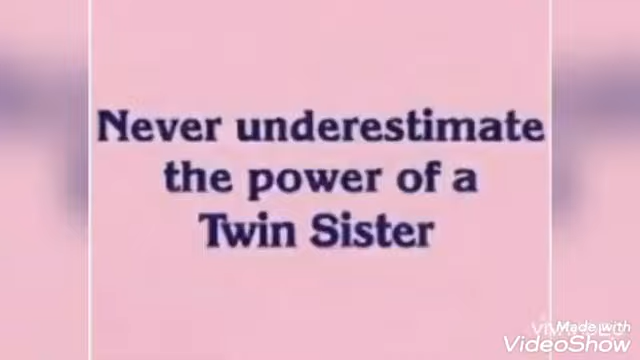 Never underestimate
the power of a
Twin Sister
Made with
VideoShow